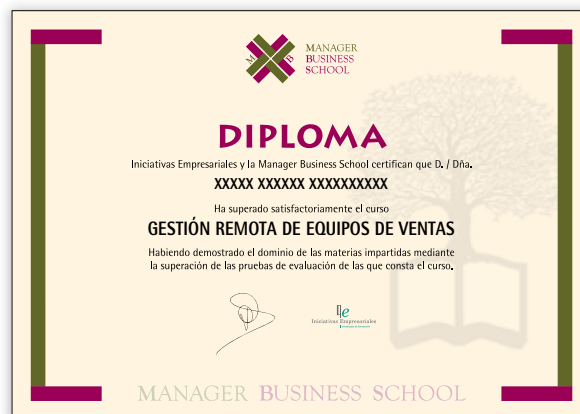 M B
MANAGER
BUSINESS
SCHOOL
DIPLOMA
Iniciativas Empresariales y la Manager Business School certifican que D. / Dña.
XXXXX XXXXXX XXXXXXXXXX
Ha superado satisfactoriamente el curso
GESTIÓN REMOTA DE EQUIPOS DE VENTAS
Habiendo demostrado el dominio de las materias impartidas mediante
la superación de las pruebas de evaluación de las que consta el curso.
Ie
Iniciativas Empresariales
MANAGER BUSINESS SCHOOL